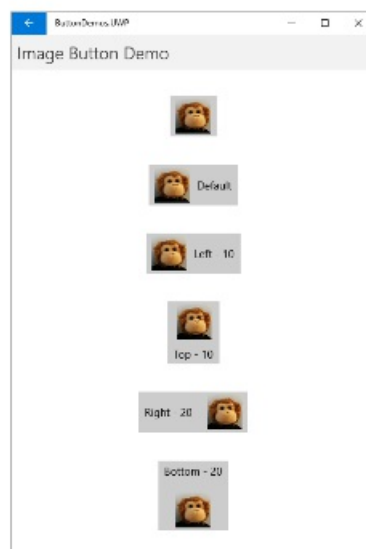 ButtonDemos.UWP
Image Button Demo
Default
Left - 10
Top - 10
Right - 20
Bottom - 20